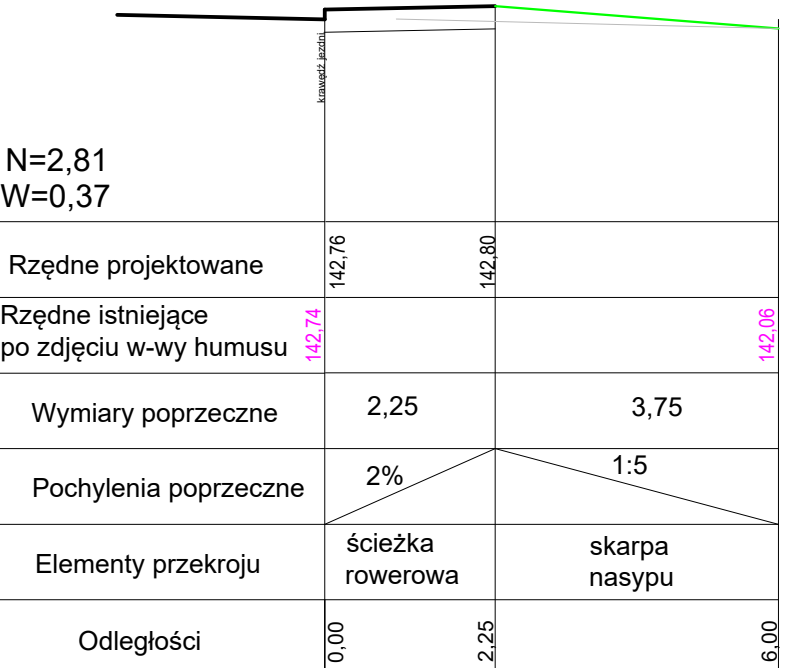 krawędź jezdni
N=2,81
W=0,37
Rzędne projektowane
142,76
142,80
Rzędne istniejące
po zdjęciu w-wy humusu
142,74
142,06
Wymiary poprzeczne
2,25
3,75
Pochylenia poprzeczne
2%
1:5
Elementy przekroju
ścieżka
rowerowa
skarpa
nasypu
Odległości
0,00
2,25
6,00